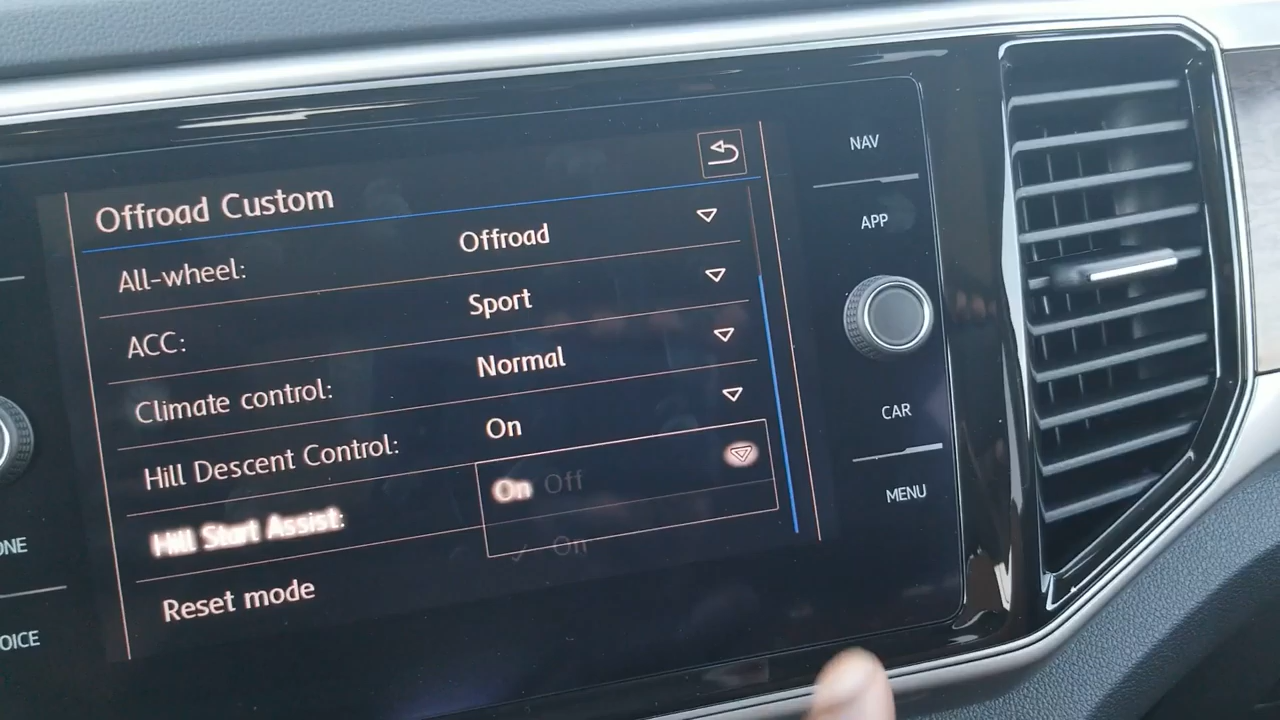 Offroad Custom
All-wheel: Offroad
ACC: Sport
Climate control: Normal
Hill Descent Control: On
Hill Start Assist: On Off
✓ On
Reset mode
NAV
APP
CAR
MENU
ONE
OICE